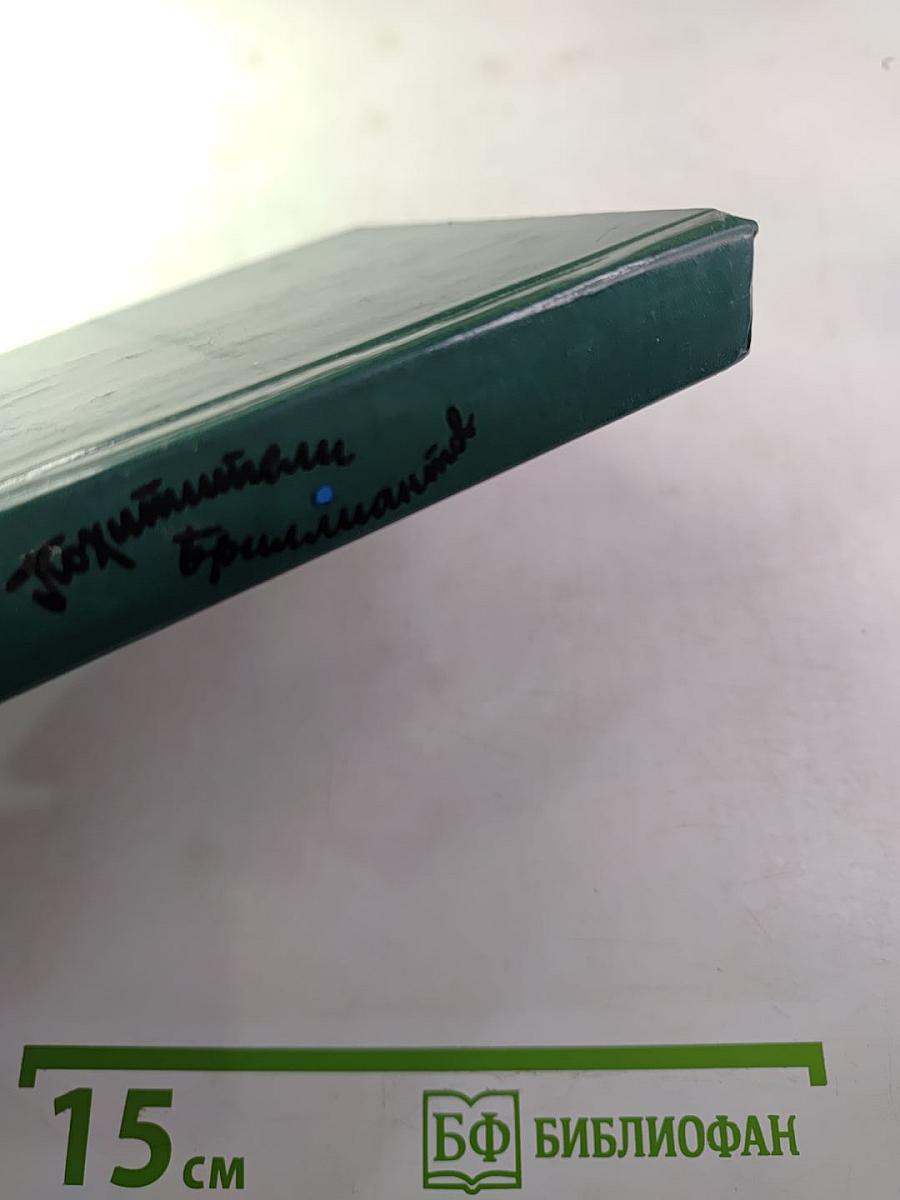 Похитители
бриллиантов
15 см
БФ БИБЛИОФАН